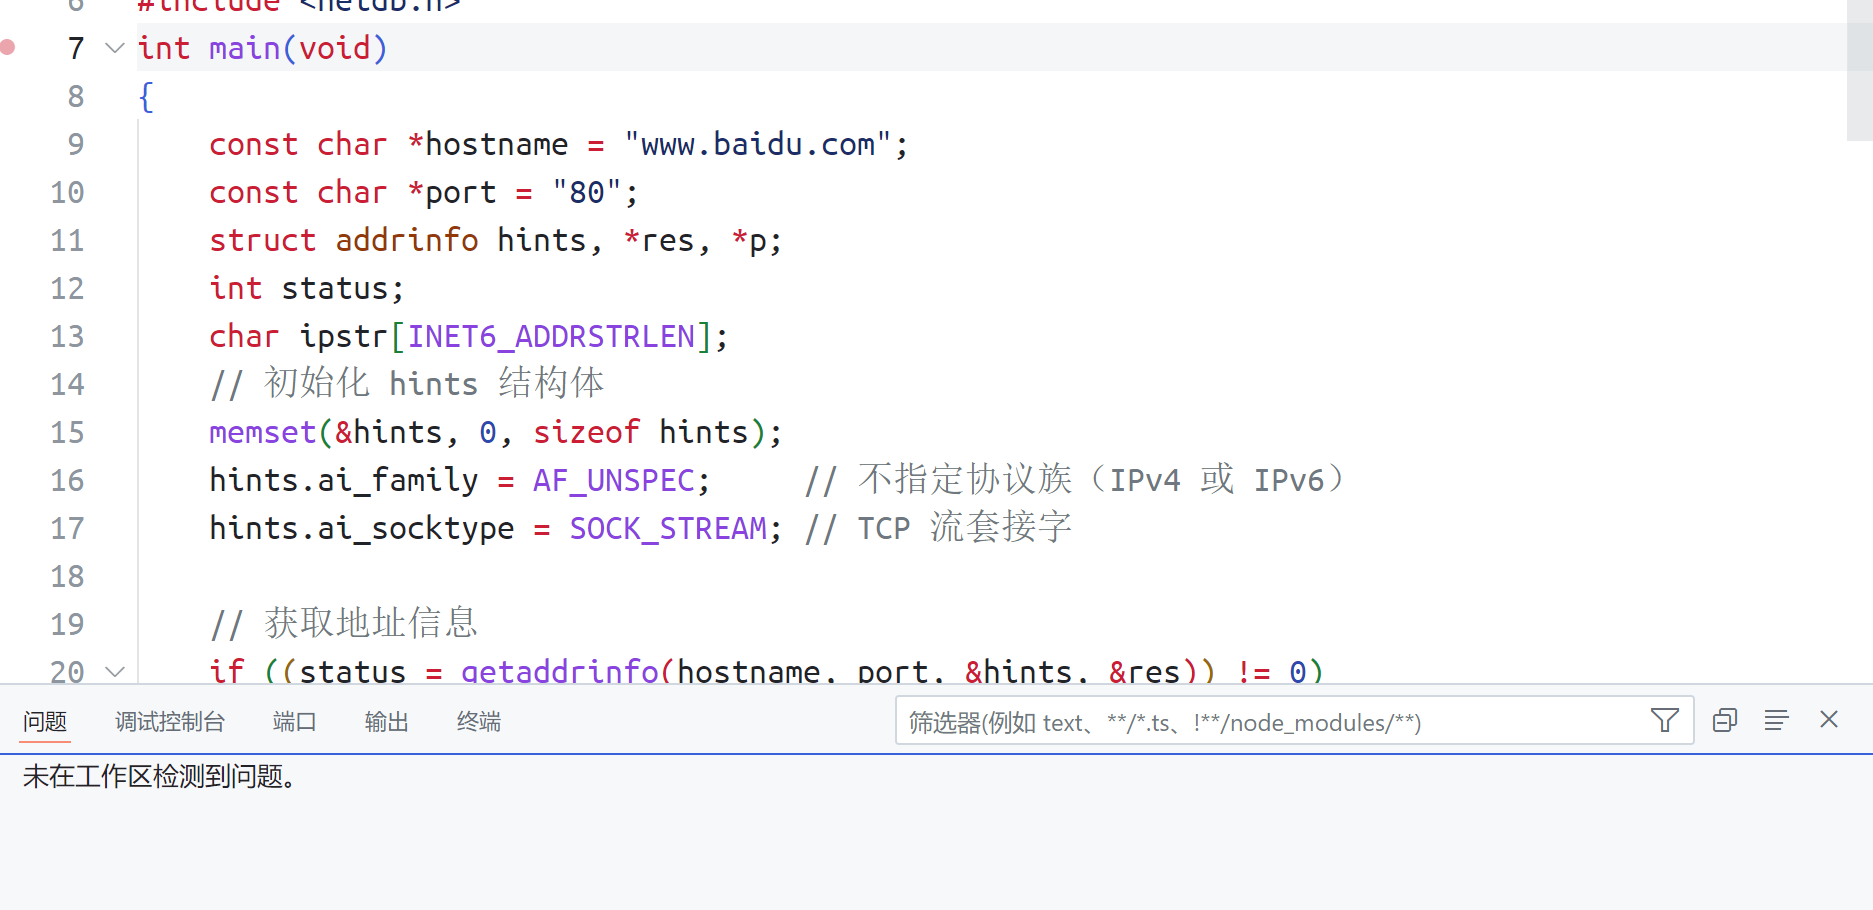 6 #include <netdb.h>
7 int main(void)
8 {
9 const char *hostname = "www.baidu.com";
10 const char *port = "80";
11 struct addrinfo hints, *res, *p;
12 int status;
13 char ipstr[INET6_ADDRSTRLEN];
14 // 初始化 hints 结构体
15 memset(&hints, 0, sizeof hints);
16 hints.ai_family = AF_UNSPEC; // 不指定协议族（IPv4 或 IPv6）
17 hints.ai_socktype = SOCK_STREAM; // TCP 流套接字
18
19 // 获取地址信息
20 if ((status = getaddrinfo(hostname, port, &hints, &res)) != 0)
问题 调试控制台 端口 输出 终端 筛选器(例如 text、**/*.ts、!**/node_modules/**)
未在工作区检测到问题。